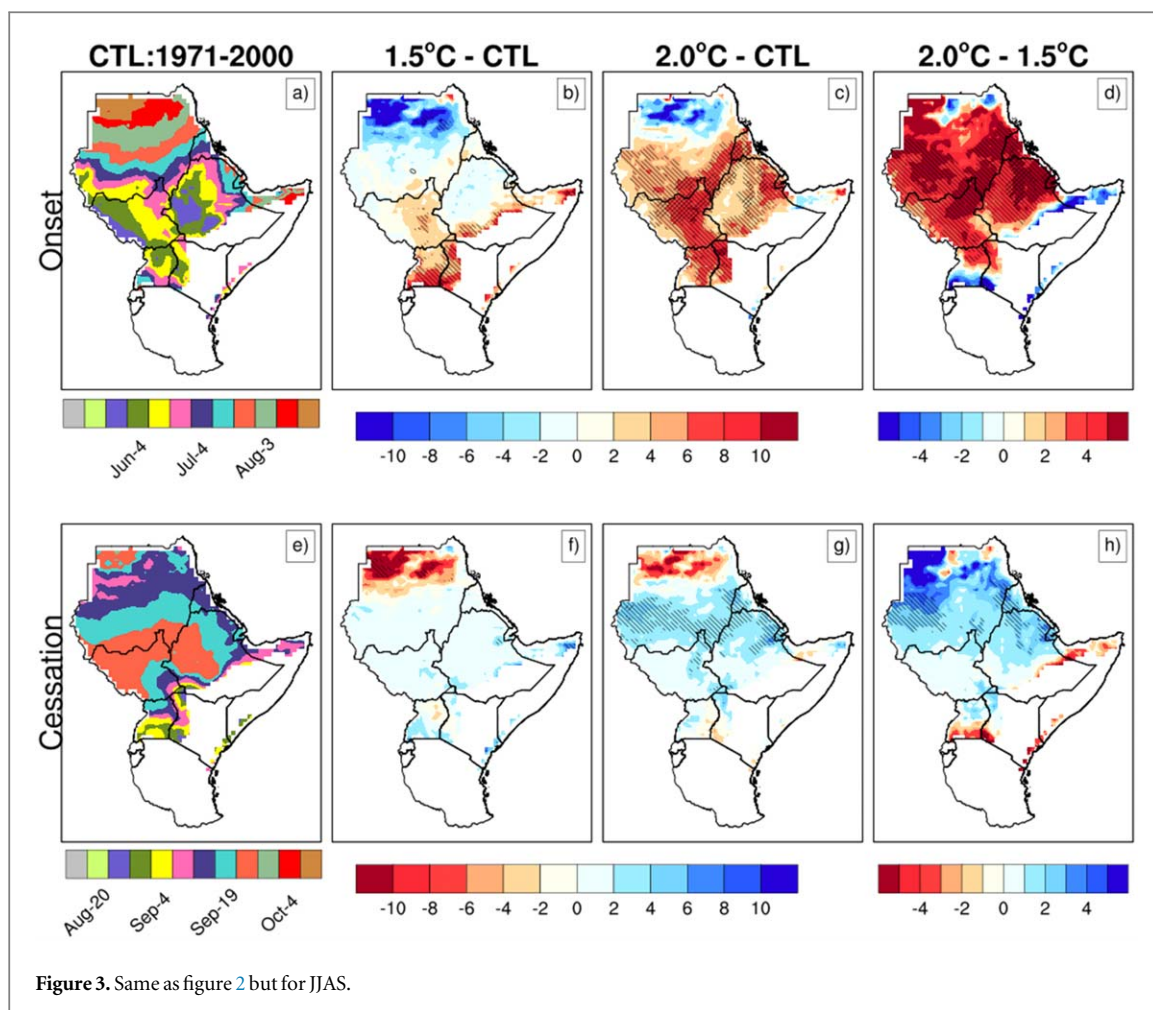 CTL:1971-2000 1.5°C - CTL 2.0°C - CTL 2.0°C - 1.5°C
Onset
a) b) c) d)
Jun-4 Jul-4 Aug-3
-10 -8 -6 -4 -2 0 2 4 6 8 10
-4 -2 0 2 4
Cessation
e) f) g) h)
Aug-20 Sep-4 Sep-19 Oct-4
-10 -8 -6 -4 -2 0 2 4 6 8 10
-4 -2 0 2 4
Figure 3. Same as figure 2 but for JJAS.